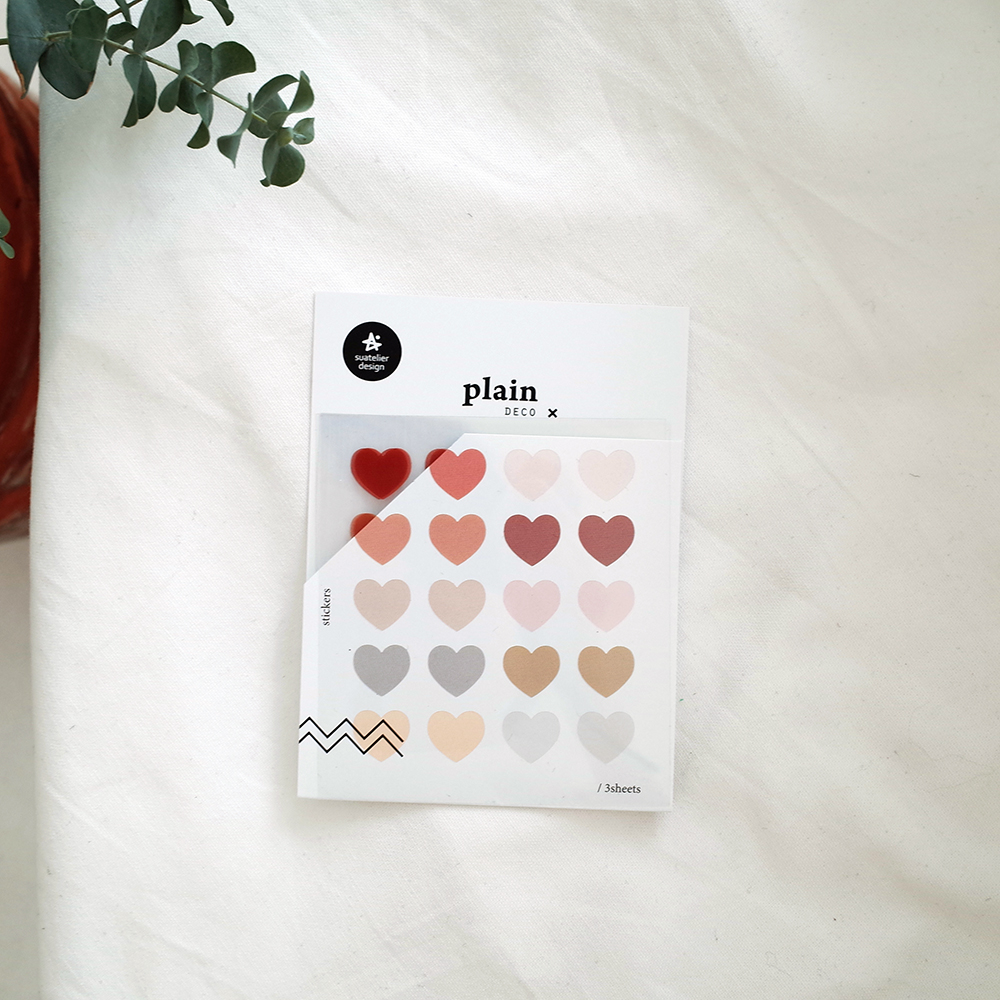 suatelier
design
plain
DECO ×
stickers
/ 3sheets